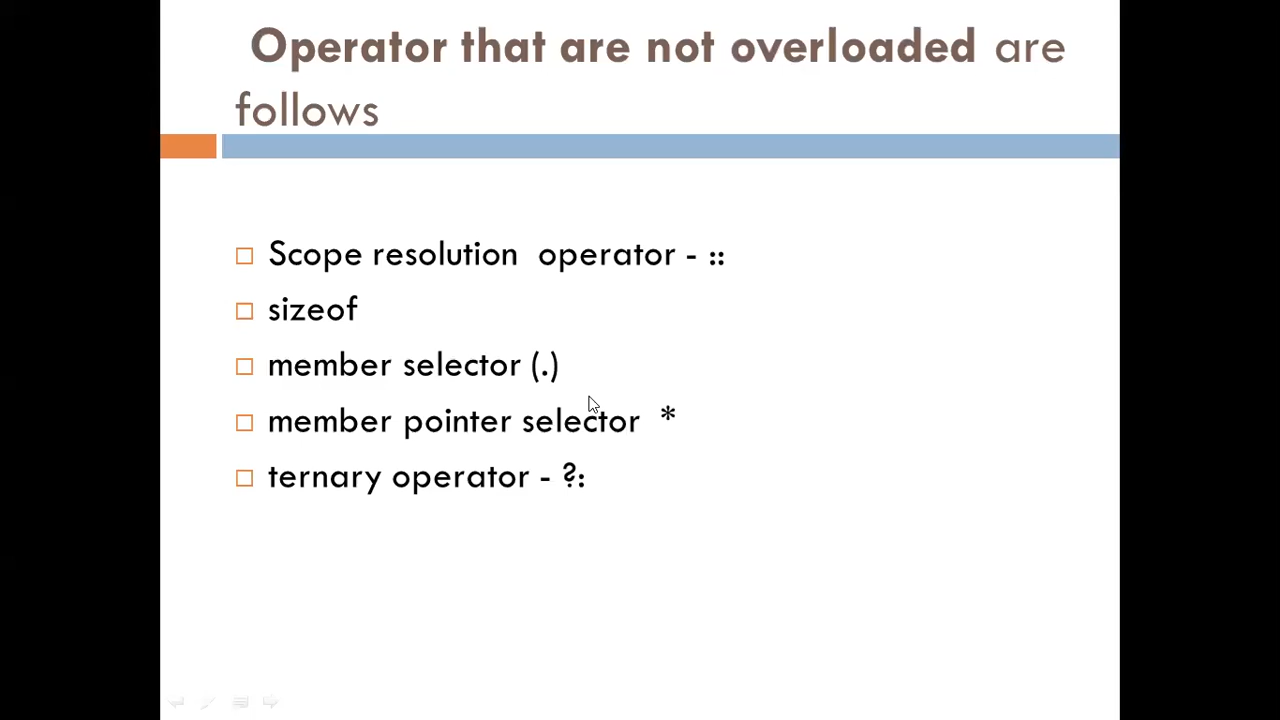 Operator that are not overloaded are
follows
Scope resolution operator - ::
sizeof
member selector (.)
member pointer selector *
ternary operator - ?: